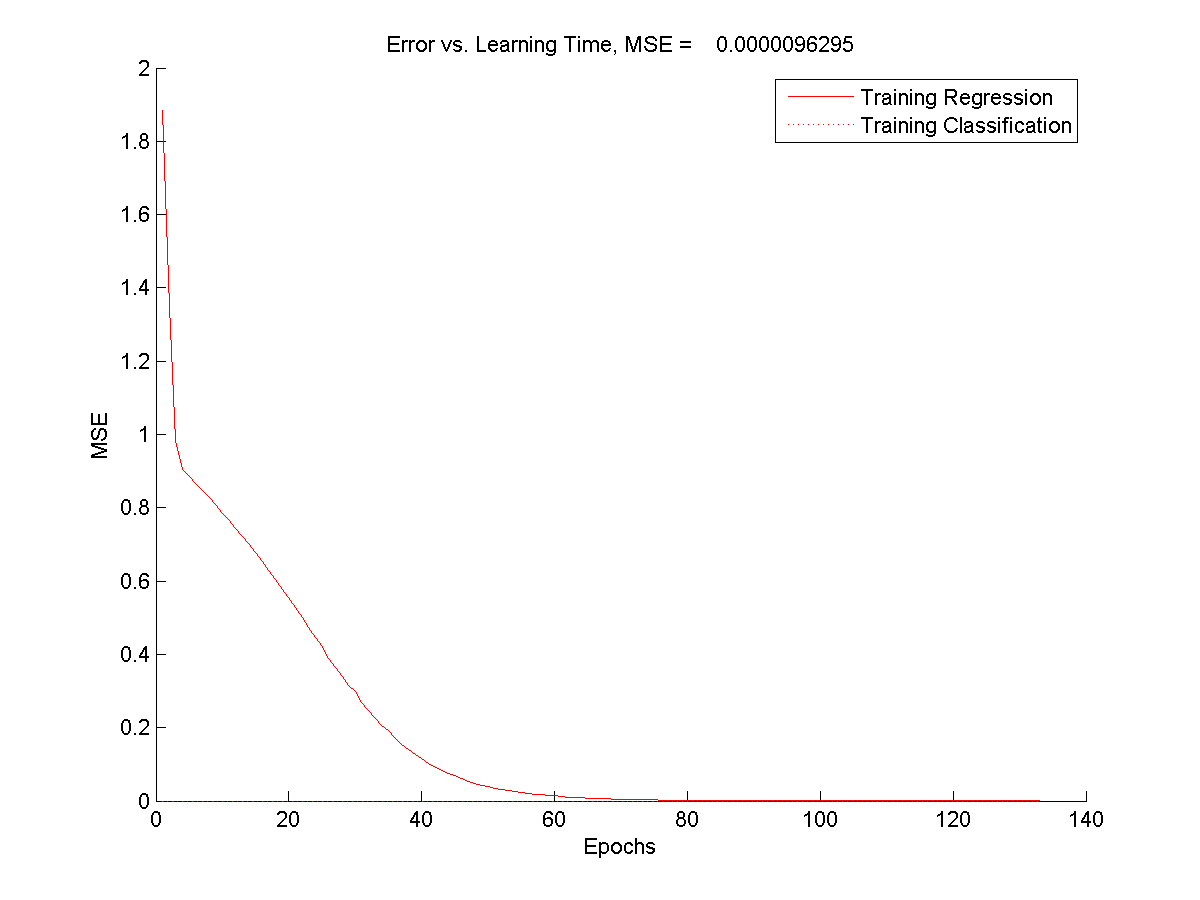 Error vs. Learning Time, MSE = 0.0000096295
Training Regression
Training Classification
2
1.8
1.6
1.4
1.2
1
0.8
0.6
0.4
0.2
0
MSE
0 20 40 60 80 100 120 140
Epochs